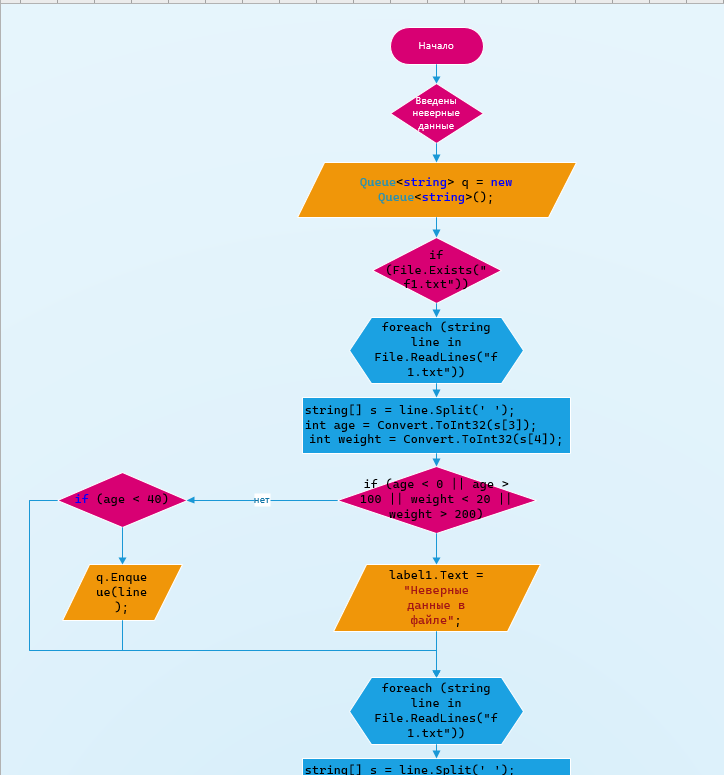 Начало
Введены
неверные
данные
Queue<string> q = new
Queue<string>();
if
(File.Exists("
f1.txt"))
foreach (string
line in
File.ReadLines("f
1.txt"))
string[] s = line.Split(' ');
int age = Convert.ToInt32(s[3]);
int weight = Convert.ToInt32(s[4]);
if (age < 0 || age >
100 || weight < 20 ||
weight > 200)
нет
if (age < 40)
q.Enque
ue(line
);
label1.Text =
"Неверные
данные в
файле";
foreach (string
line in
File.ReadLines("f
1.txt"))
string[] s = line.Split(' ');